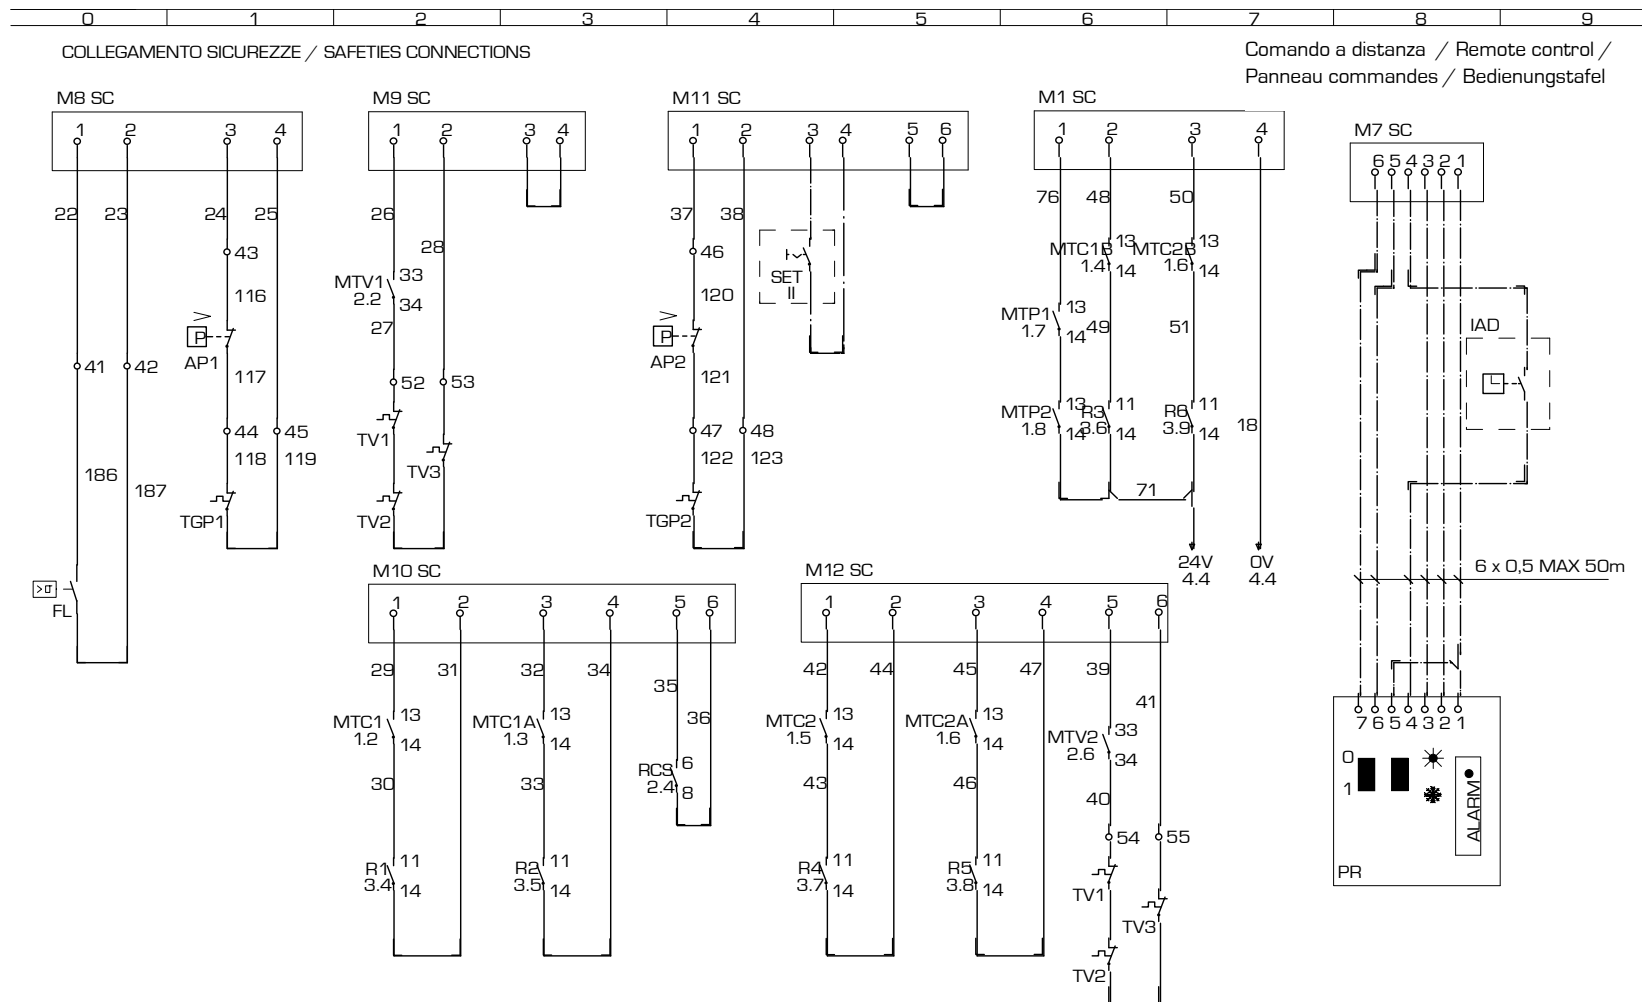 0 1 2 3 4 5 6 7 8 9
COLLEGAMENTO SICUREZZE / SAFETIES CONNECTIONS
Comando a distanza / Remote control /
Panneau commandes / Bedienungstafel
M8 SC
1 2 3 4
22 23 24 25
43
116
P
AP1
41 42
117
44 45
118 119
186
187
TGP1
>σ
FL
M9 SC
1 2 3 4
26
28
MTV1 33
2.2 34
27
52 53
TV1
TV3
TV2
M11 SC
1 2 3 4 5 6
37 38
46
SET
II
120
P
AP2
121
47 48
122 123
TGP2
M1 SC
1 2 3 4
76 48 50
MTC1B 13
1.4 14
MTC2B 13
1.6 14
MTP1 13
1.7 14
49 51
MTP2 13
1.8 14
R3 11
3.6 14
R6 11
3.9 14
18
71
24V
4.4
0V
4.4
M7 SC
6 5 4 3 2 1
IAD
6 x 0,5 MAX 50m
7 6 5 4 3 2 1
0
1
ALARM
PR
M10 SC
1 2 3 4 5 6
29 31 32 34
35
36
MTC1 13
1.2 14
MTC1A 13
1.3 14
RCS 6
2.4 8
30 33
R1 11
3.4 14
R2 11
3.5 14
M12 SC
1 2 3 4 5 6
42 44 45 47 39
41
MTC2 13
1.5 14
MTC2A 13
1.6 14
MTV2 33
2.6 34
43 46 40
54 55
R4 11
3.7 14
R5 11
3.8 14
TV1
TV3
TV2